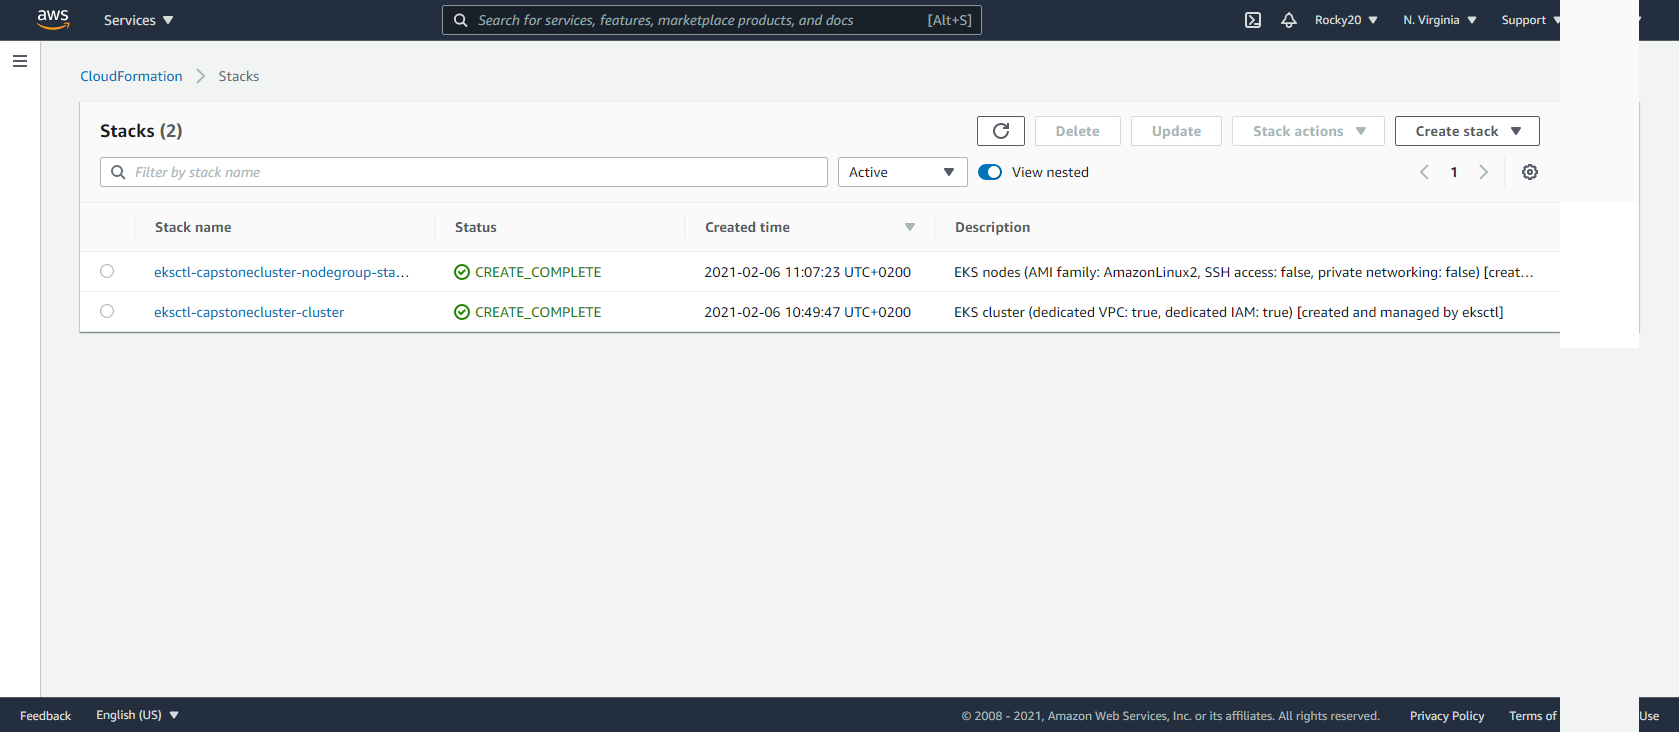 aws Services Search for services, features, marketplace products, and docs [Alt+S] Rocky20 N. Virginia Support
CloudFormation Stacks
Stacks (2) Delete Update Stack actions Create stack
Filter by stack name Active View nested 1
Stack name Status Created time Description
eksctl-capstonecluster-nodegroup-sta... CREATE_COMPLETE 2021-02-06 11:07:23 UTC+0200 EKS nodes (AMI family: AmazonLinux2, SSH access: false, private networking: false) [creat...
eksctl-capstonecluster-cluster CREATE_COMPLETE 2021-02-06 10:49:47 UTC+0200 EKS cluster (dedicated VPC: true, dedicated IAM: true) [created and managed by eksctl]
Feedback English (US) © 2008 - 2021, Amazon Web Services, Inc. or its affiliates. All rights reserved. Privacy Policy Terms of Use